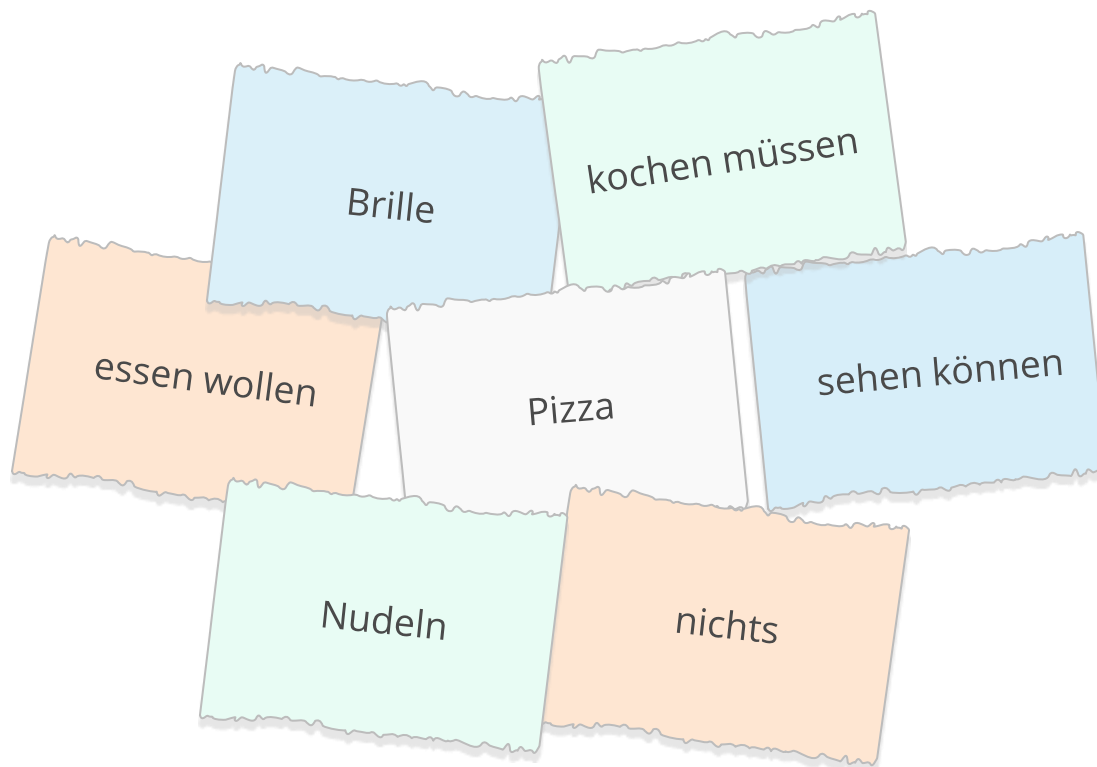 Brille
kochen müssen
essen wollen
Pizza
sehen können
Nudeln
nichts